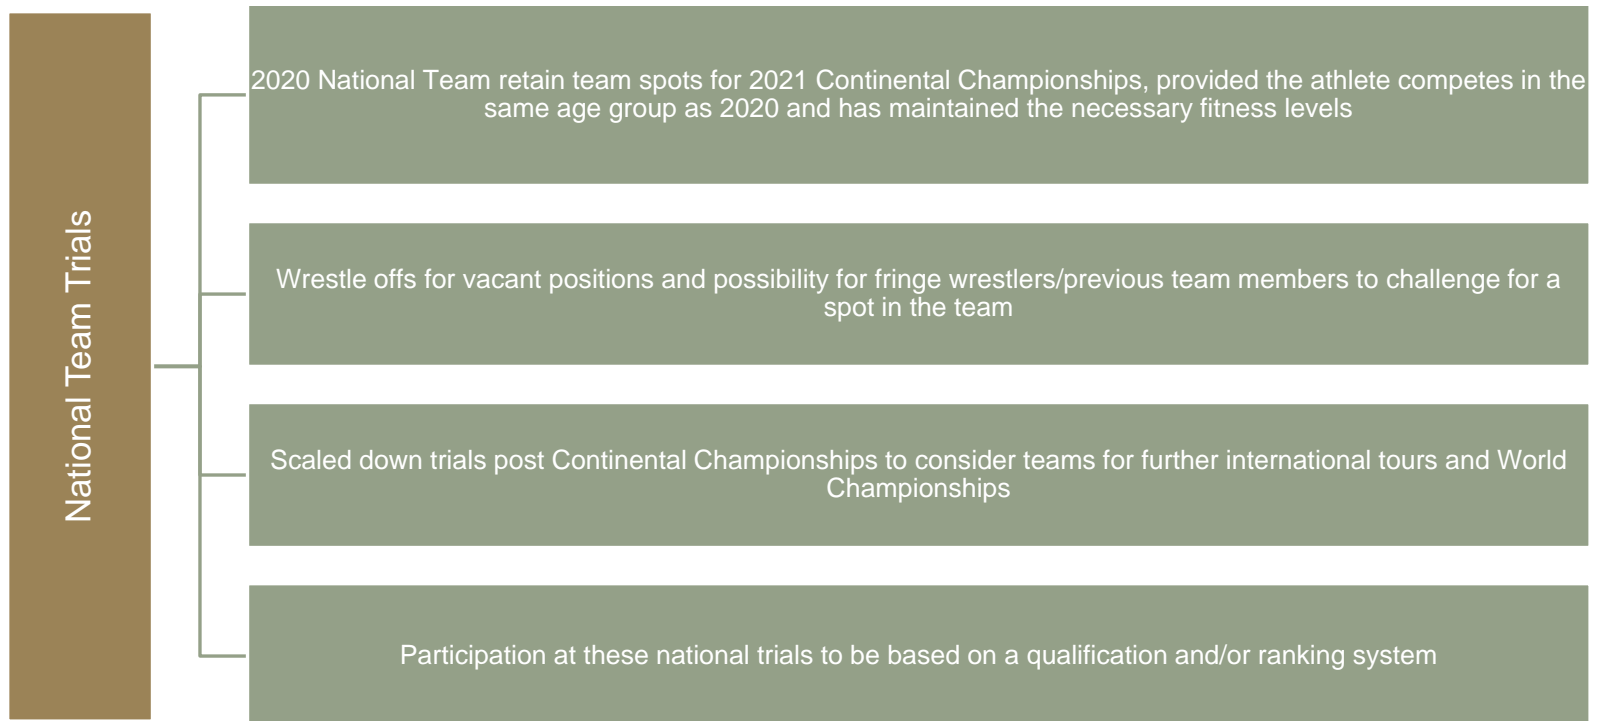 National Team Trials
2020 National Team retain team spots for 2021 Continental Championships, provided the athlete competes in the
same age group as 2020 and has maintained the necessary fitness levels
Wrestle offs for vacant positions and possibility for fringe wrestlers/previous team members to challenge for a
spot in the team
Scaled down trials post Continental Championships to consider teams for further international tours and World
Championships
Participation at these national trials to be based on a qualification and/or ranking system